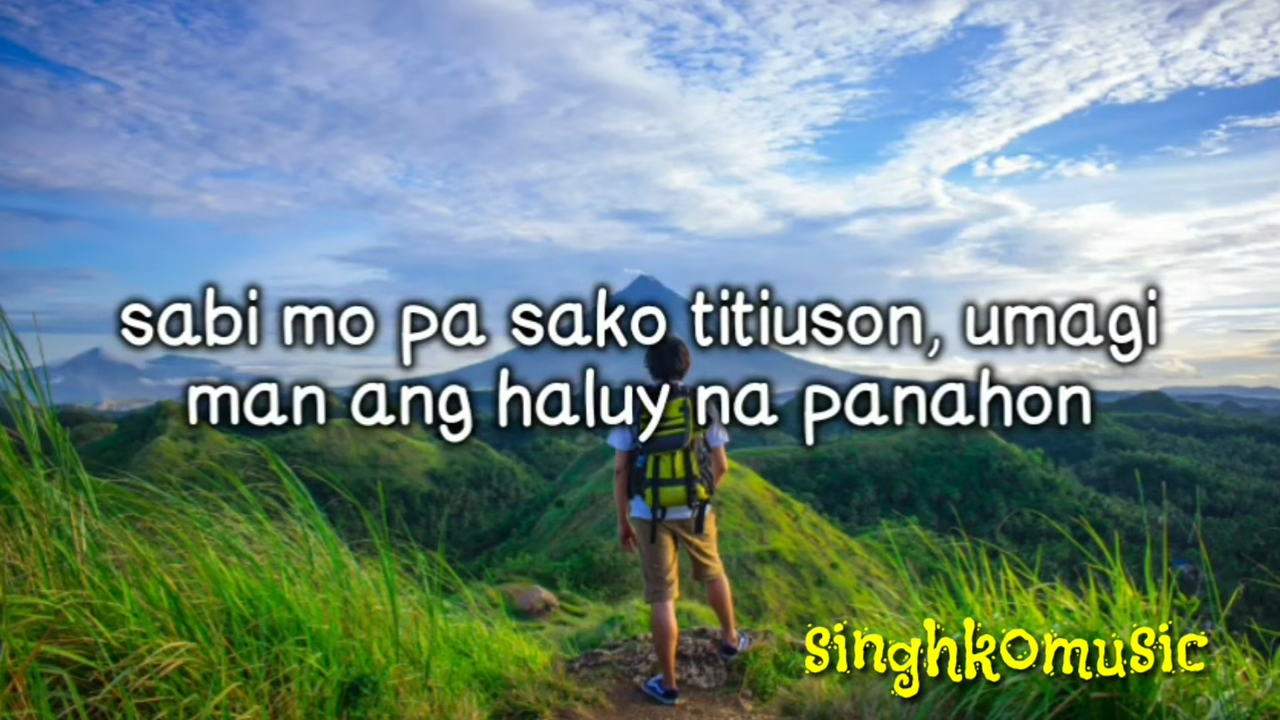 sabi mo pa sako titiuson, umagi
man ang haluy na panahon
singhkomusic